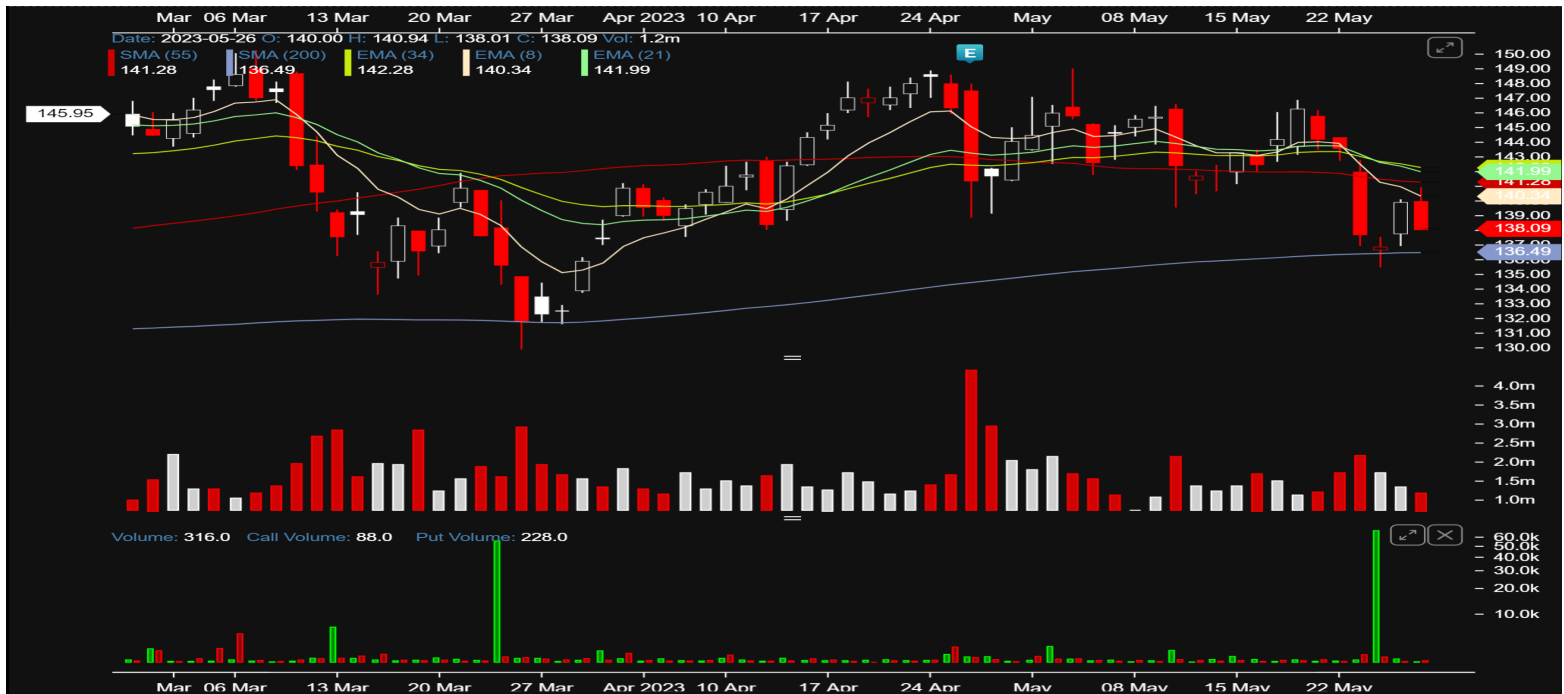 Mar 06 Mar 13 Mar 20 Mar 27 Mar Apr 2023 10 Apr 17 Apr 24 Apr May 08 May 15 May 22 May
Date: 2023-05-26 O: 140.00 H: 140.94 L: 138.01 C: 138.09 Vol: 1.2m
SMA (55) SMA (200) EMA (34) EMA (8) EMA (21)
141.28 136.49 142.28 140.34 141.99
E
150.00
149.00
148.00
147.00
146.00
145.95
145.00
144.00
143.00
141.99
141.28
140.34
139.00
138.09
137.00
136.49
136.00
135.00
134.00
133.00
132.00
131.00
130.00
4.0m
3.5m
3.0m
2.5m
2.0m
1.5m
1.0m
Volume: 316.0 Call Volume: 88.0 Put Volume: 228.0
60.0k
50.0k
40.0k
30.0k
20.0k
10.0k
Mar 06 Mar 13 Mar 20 Mar 27 Mar Apr 2023 10 Apr 17 Apr 24 Apr May 08 May 15 May 22 May